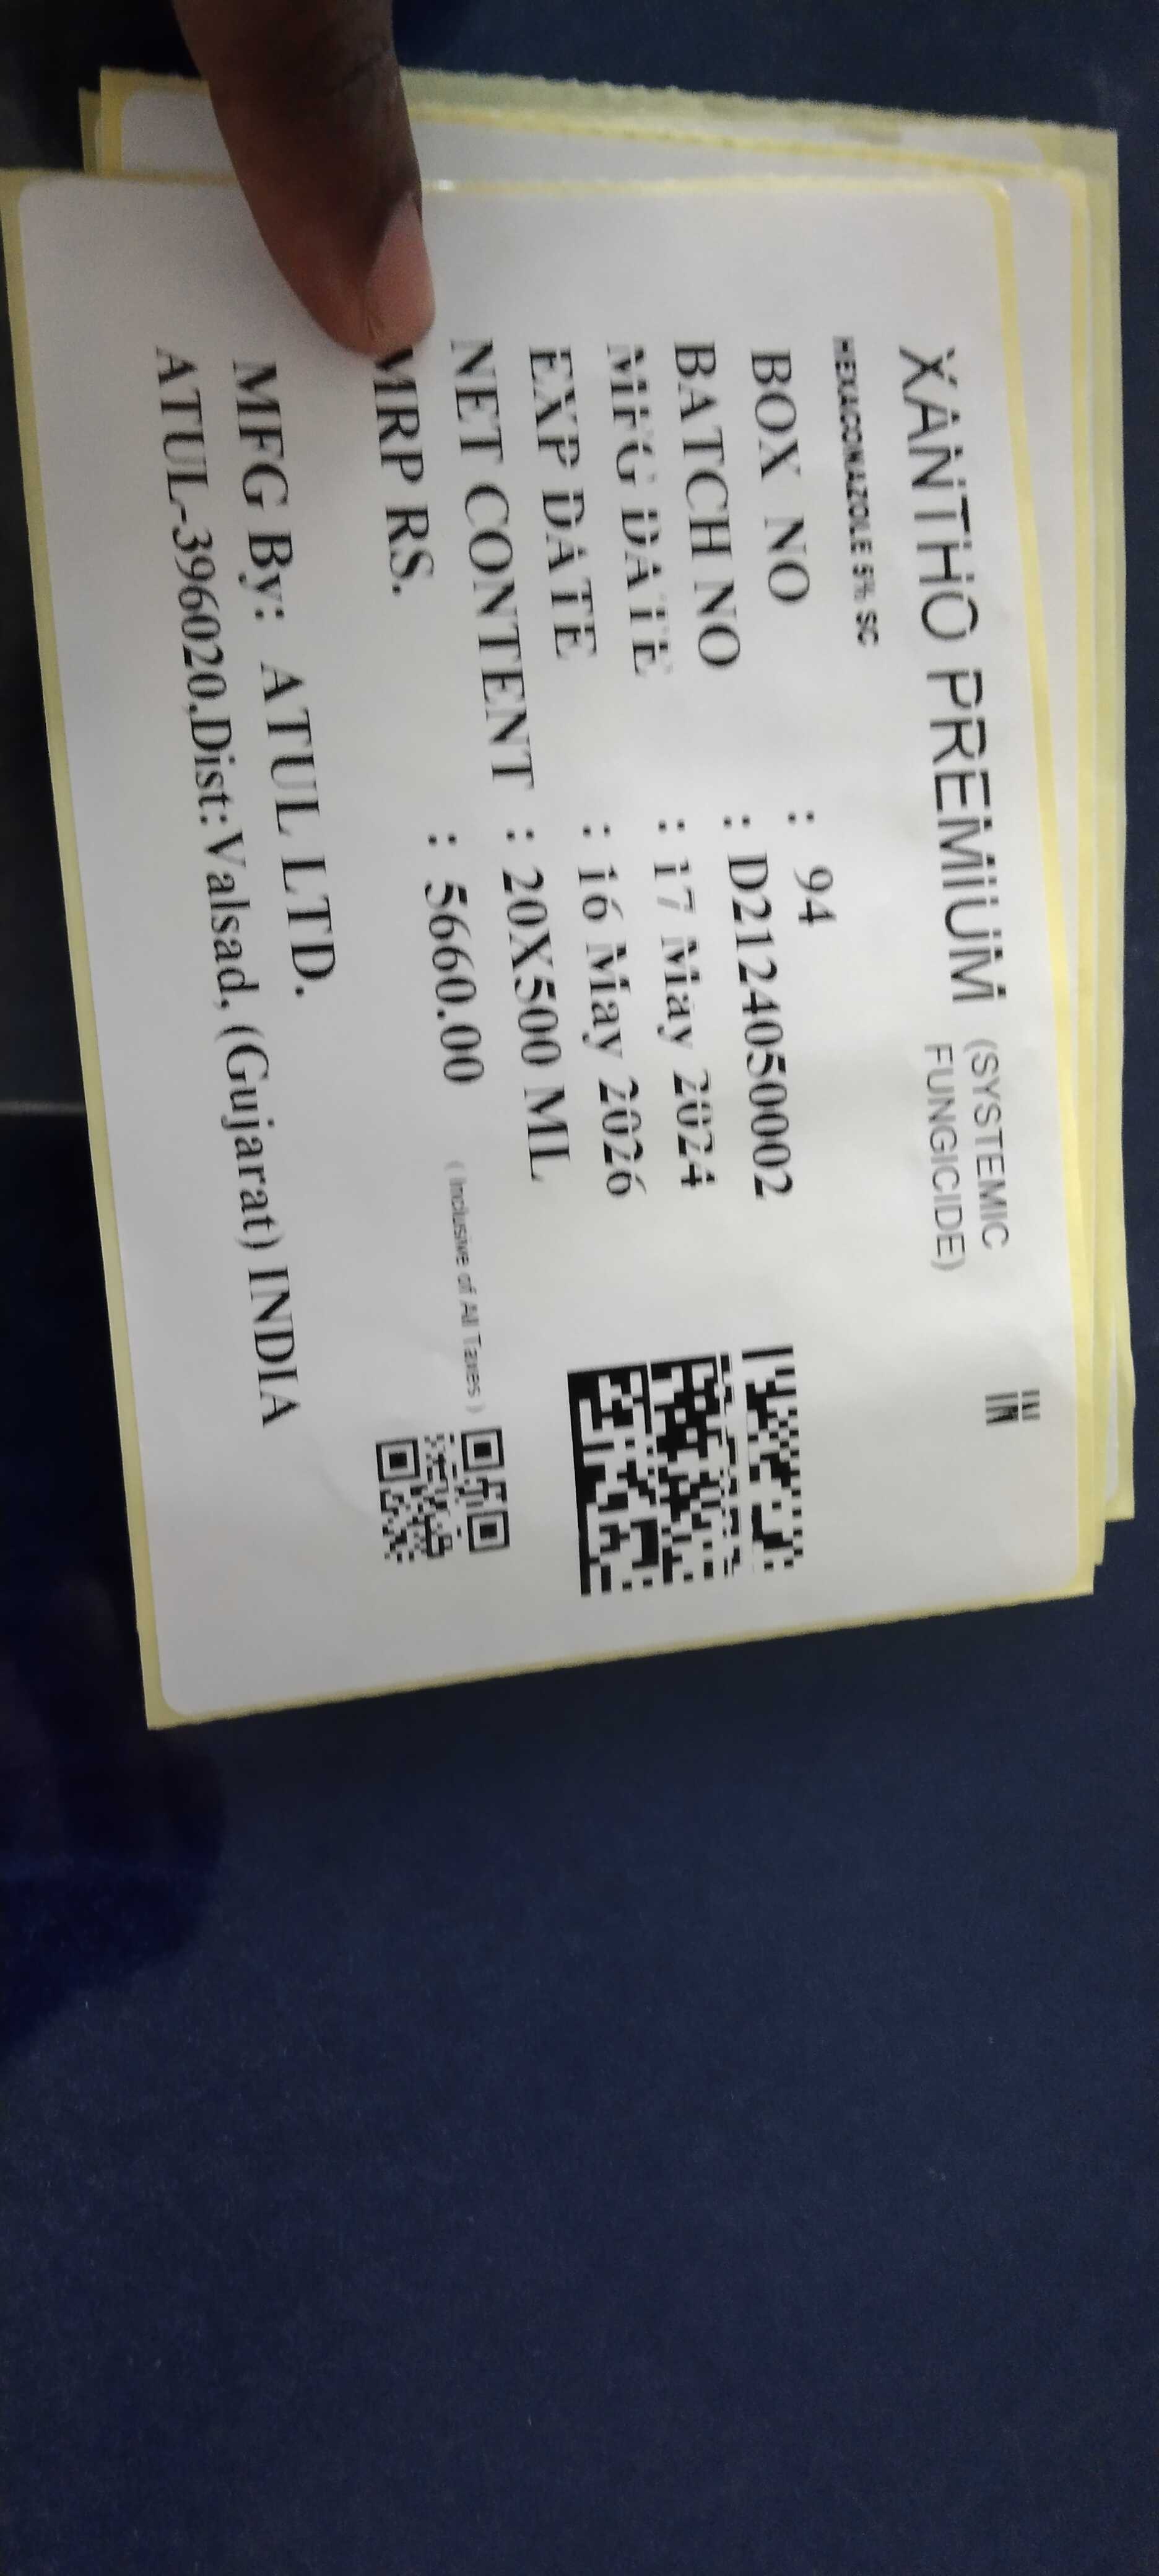 IN
XANTHO PREMIUM (SYSTEMIC FUNGICIDE)
HEXACONAZOLE 5% SC
BOX NO : 94
BATCH NO : D2124050002
MFG DATE : 17 May 2024
EXP DATE : 16 May 2026
NET CONTENT : 20X500 ML
MRP RS. : 5660.00 ( Inclusive of All Taxes )
MFG By: ATUL LTD.
ATUL-396020,Dist:Valsad, (Gujarat) INDIA